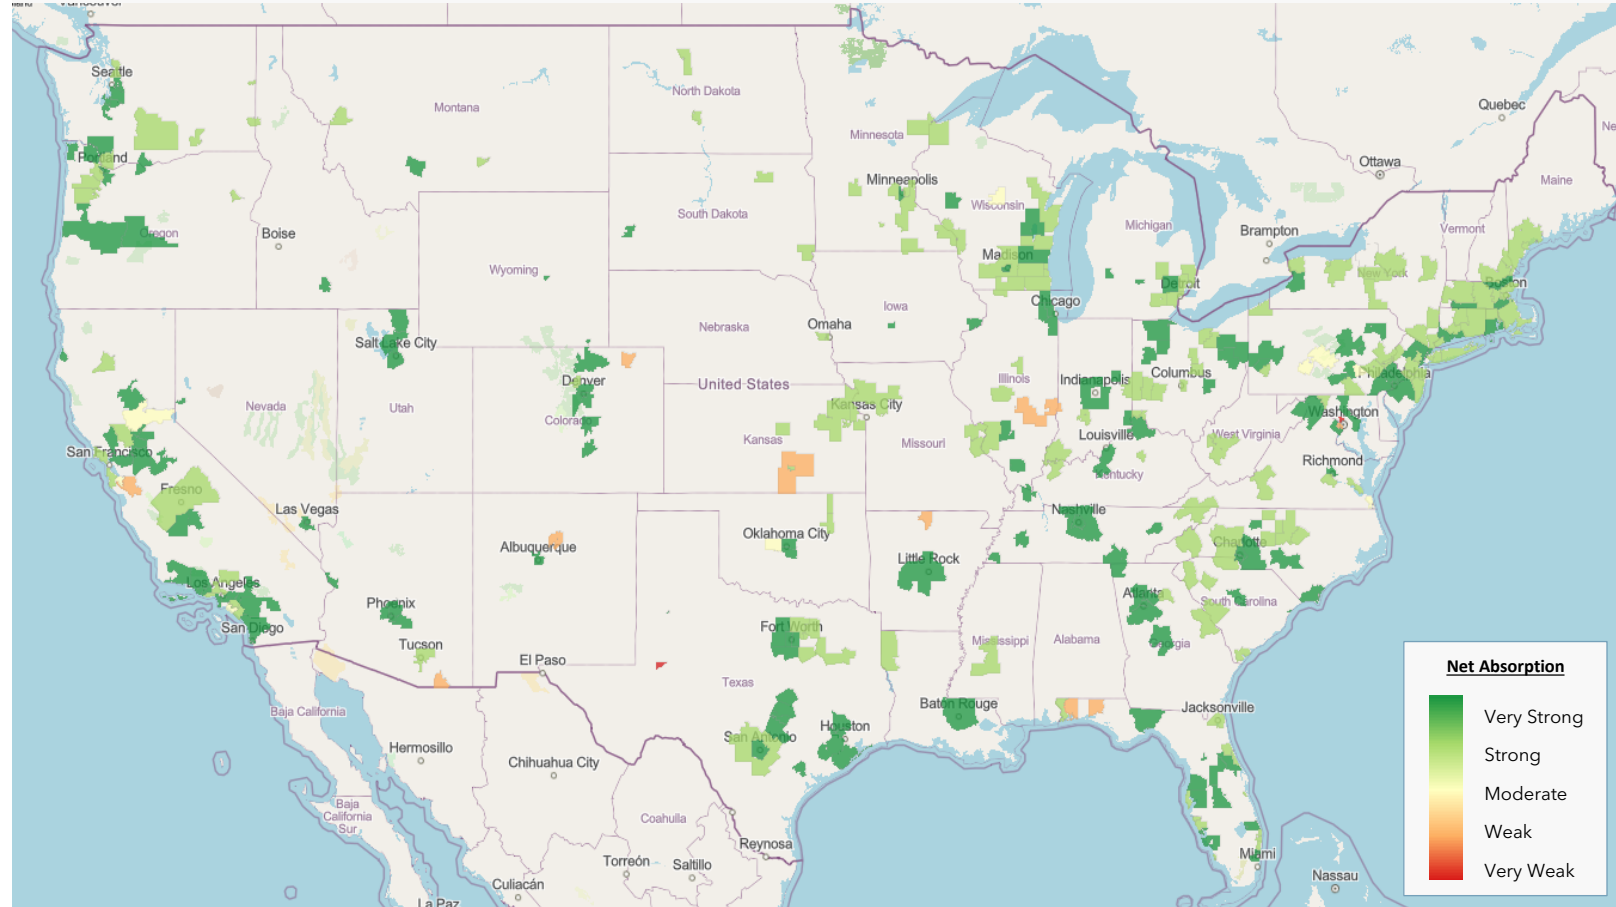 Vancouver
Seattle
Montana
North Dakota
Minnesota
Quebec
Ottawa
Maine
Portland
Minneapolis
Wisconsin
South Dakota
Michigan
Brampton
Vermont
Oregon
Boise
Wyoming
Madison
Detroit
New York
Boston
Chicago
Iowa
Nebraska
Omaha
Salt Lake City
United States
Denver
Illinois
Indianapolis
Columbus
Philadelphia
Nevada
Utah
Colorado
Kansas City
Washington
Kansas
Missouri
Louisville
West Virginia
San Francisco
Kentucky
Richmond
Fresno
Las Vegas
Nashville
Albuquerque
Oklahoma City
Little Rock
Charlotte
Los Angeles
Phoenix
Atlanta
South Carolina
San Diego
Fort Worth
Mississippi
Alabama
Georgia
Tucson
El Paso
Texas
Baton Rouge
Jacksonville
Baja California
San Antonio
Houston
Hermosillo
Chihuahua City
Baja
California
Sur
Coahuila
Reynosa
Torreón
Saltillo
Miami
Culiacán
Nassau
La Paz
Net Absorption
Very Strong
Strong
Moderate
Weak
Very Weak